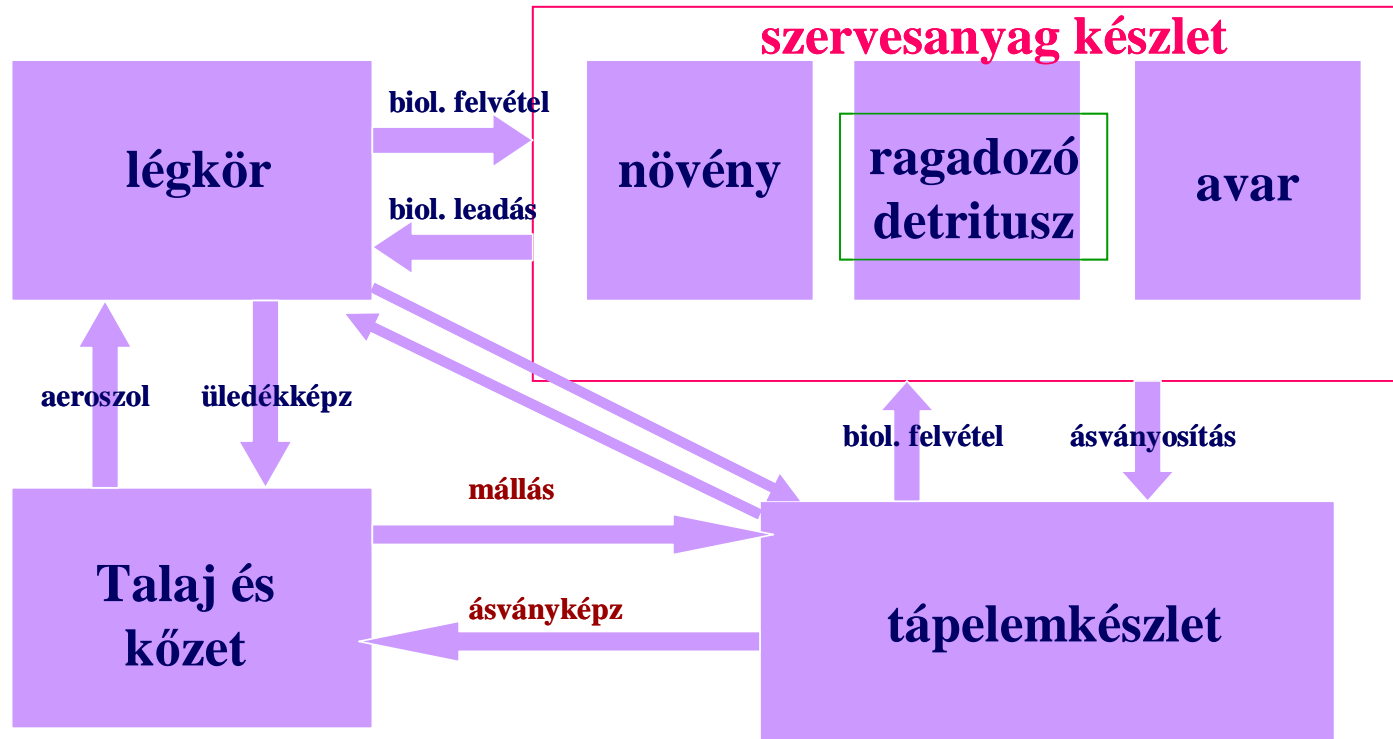 szervesanyag készlet
biol. felvétel
légkör
növény
ragadozó
detritusz
avar
biol. leadás
aeroszol
üledékképz
biol. felvétel
ásványosítás
mállás
Talaj és
kőzet
ásványképz
tápelemkészlet